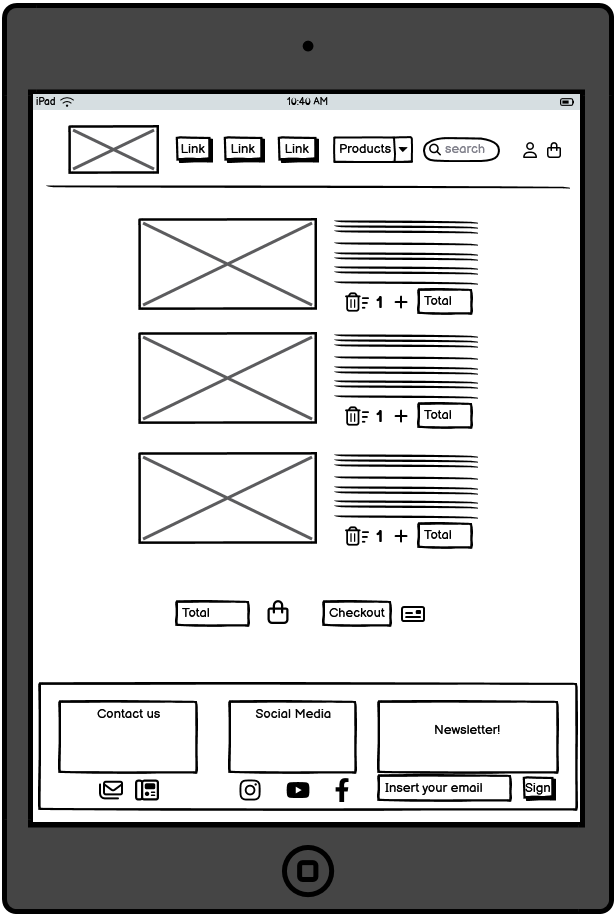 iPad 10:40 AM
Link Link Link Products search
1 + Total
1 + Total
1 + Total
Total Checkout
Contact us Social Media Newsletter!
Insert your email Sign